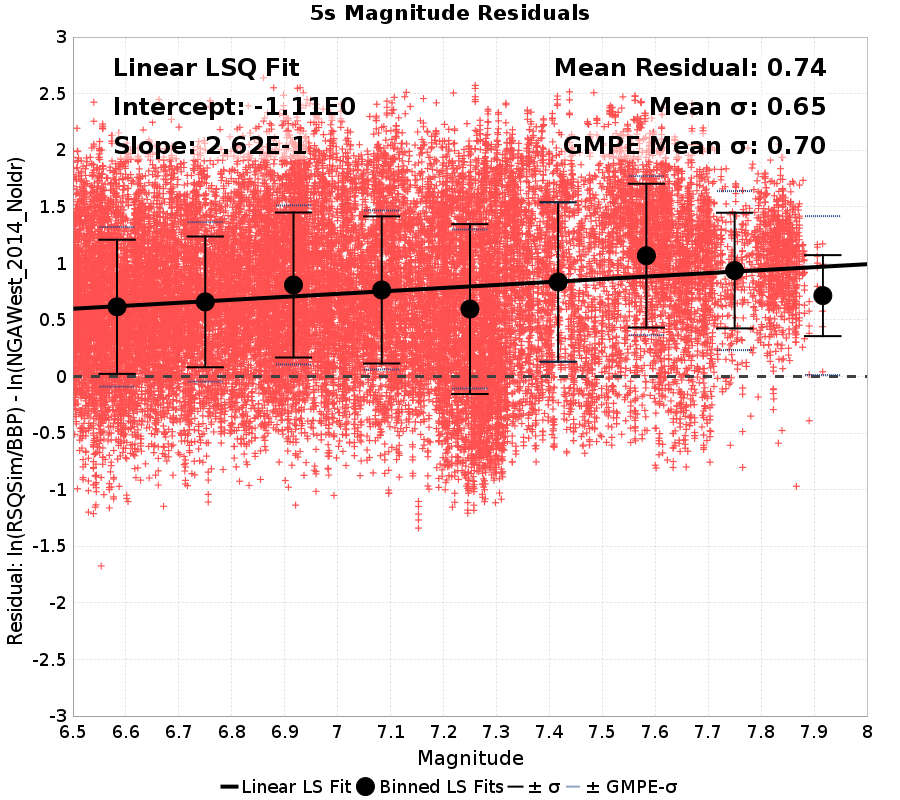 5s Magnitude Residuals
Linear LSQ Fit
Intercept: -1.11E0
Slope: 2.62E-1
Mean Residual: 0.74
Mean σ: 0.65
GMPE Mean σ: 0.70
Residual: ln(RSQSim/BBP) - ln(NGAWest_2014_NoIdr)
3
2.5
2
1.5
1
0.5
0
-0.5
-1
-1.5
-2
-2.5
-3
6.5 6.6 6.7 6.8 6.9 7 7.1 7.2 7.3 7.4 7.5 7.6 7.7 7.8 7.9 8
Magnitude
Linear LS Fit Binned LS Fits ± σ ± GMPE-σ